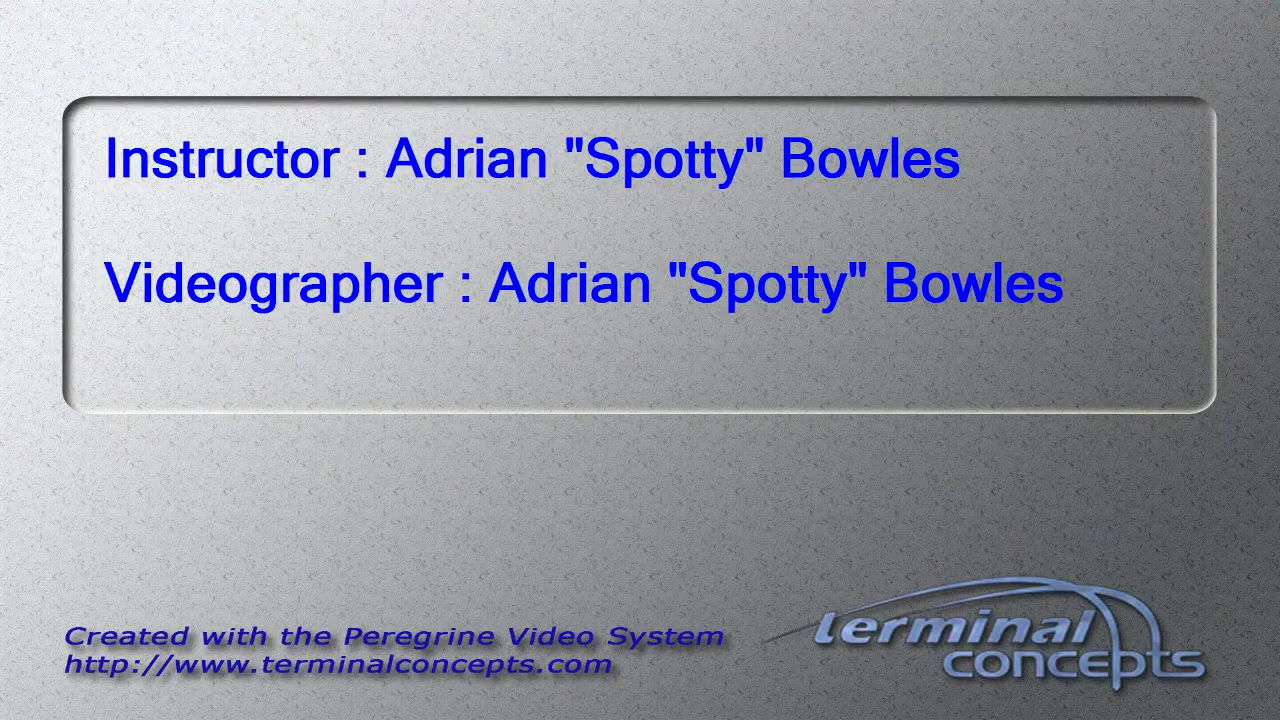 Instructor : Adrian "Spotty" Bowles
Videographer : Adrian "Spotty" Bowles
Created with the Peregrine Video System
http://www.terminalconcepts.com
terminal
concepts